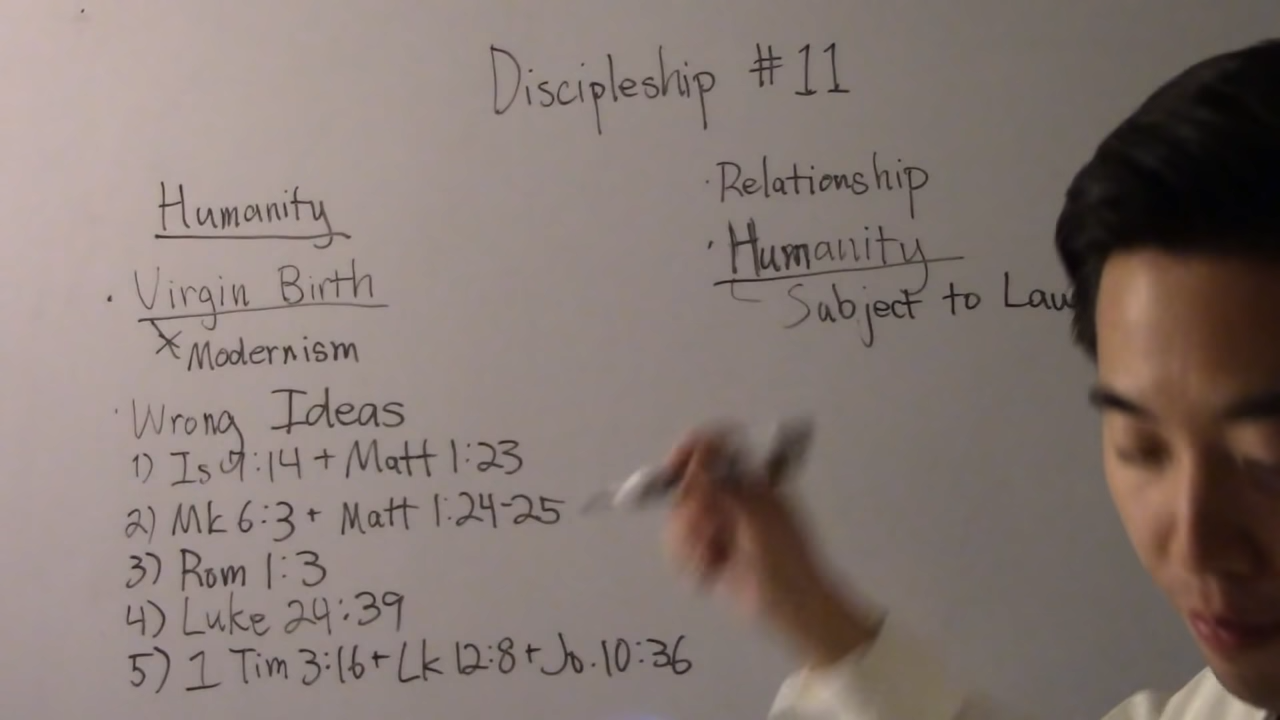 Discipleship #11
Humanity
· Virgin Birth
x Modernism
· Wrong Ideas
1) Is 7:14 + Matt 1:23
2) Mk 6:3 + Matt 1:24-25
3) Rom 1:3
4) Luke 24:39
5) 1 Tim 3:16 + Lk 12:8 + Jo. 10:36
· Relationship
· Humanity
Subject to Law